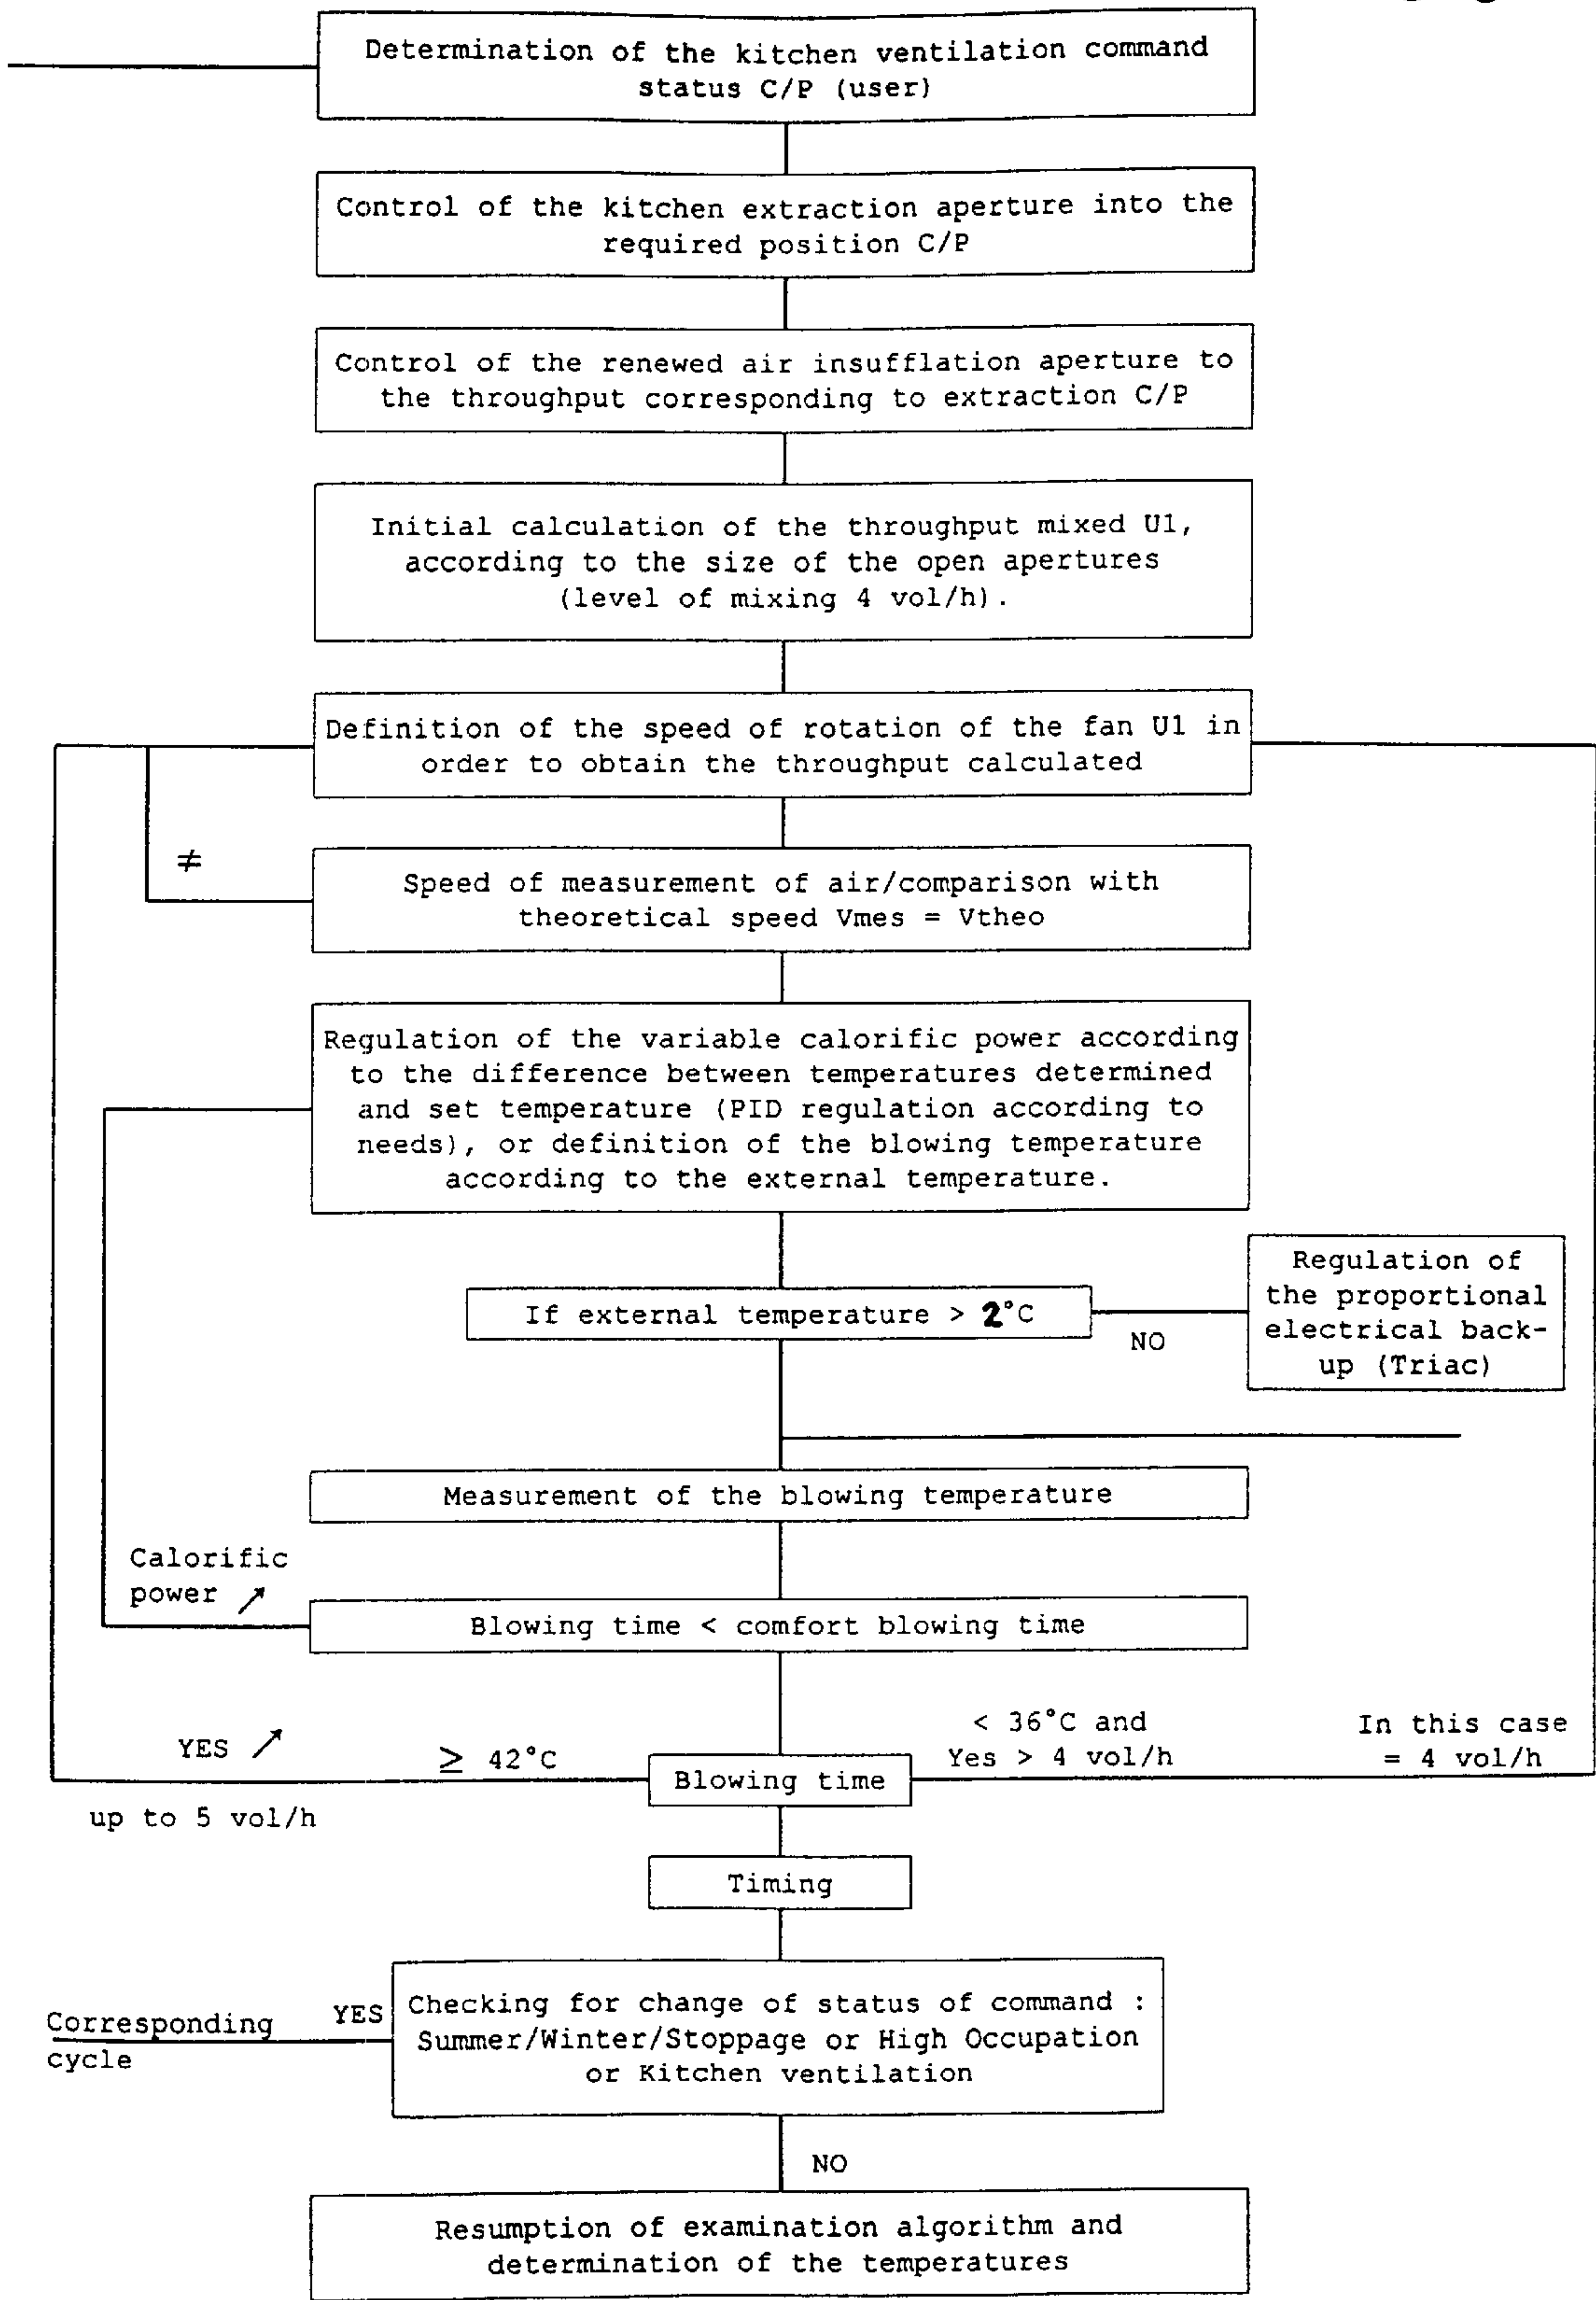 Determination of the kitchen ventilation command
status C/P (user)
Control of the kitchen extraction aperture into the
required position C/P
Control of the renewed air insufflation aperture to
the throughput corresponding to extraction C/P
Initial calculation of the throughput mixed U1,
according to the size of the open apertures
(level of mixing 4 vol/h).
Definition of the speed of rotation of the fan U1 in
order to obtain the throughput calculated
≠
Speed of measurement of air/comparison with
theoretical speed Vmes = Vtheo
Regulation of the variable calorific power according
to the difference between temperatures determined
and set temperature (PID regulation according to
needs), or definition of the blowing temperature
according to the external temperature.
If external temperature > 2°C
NO
Regulation of
the proportional
electrical back-
up (Triac)
Measurement of the blowing temperature
Calorific
power ↗
Blowing time < comfort blowing time
YES ↗
≥ 42°C
up to 5 vol/h
Blowing time
< 36°C and
Yes > 4 vol/h
In this case
= 4 vol/h
Timing
Corresponding
cycle
YES
Checking for change of status of command :
Summer/Winter/Stoppage or High Occupation
or Kitchen ventilation
NO
Resumption of examination algorithm and
determination of the temperatures